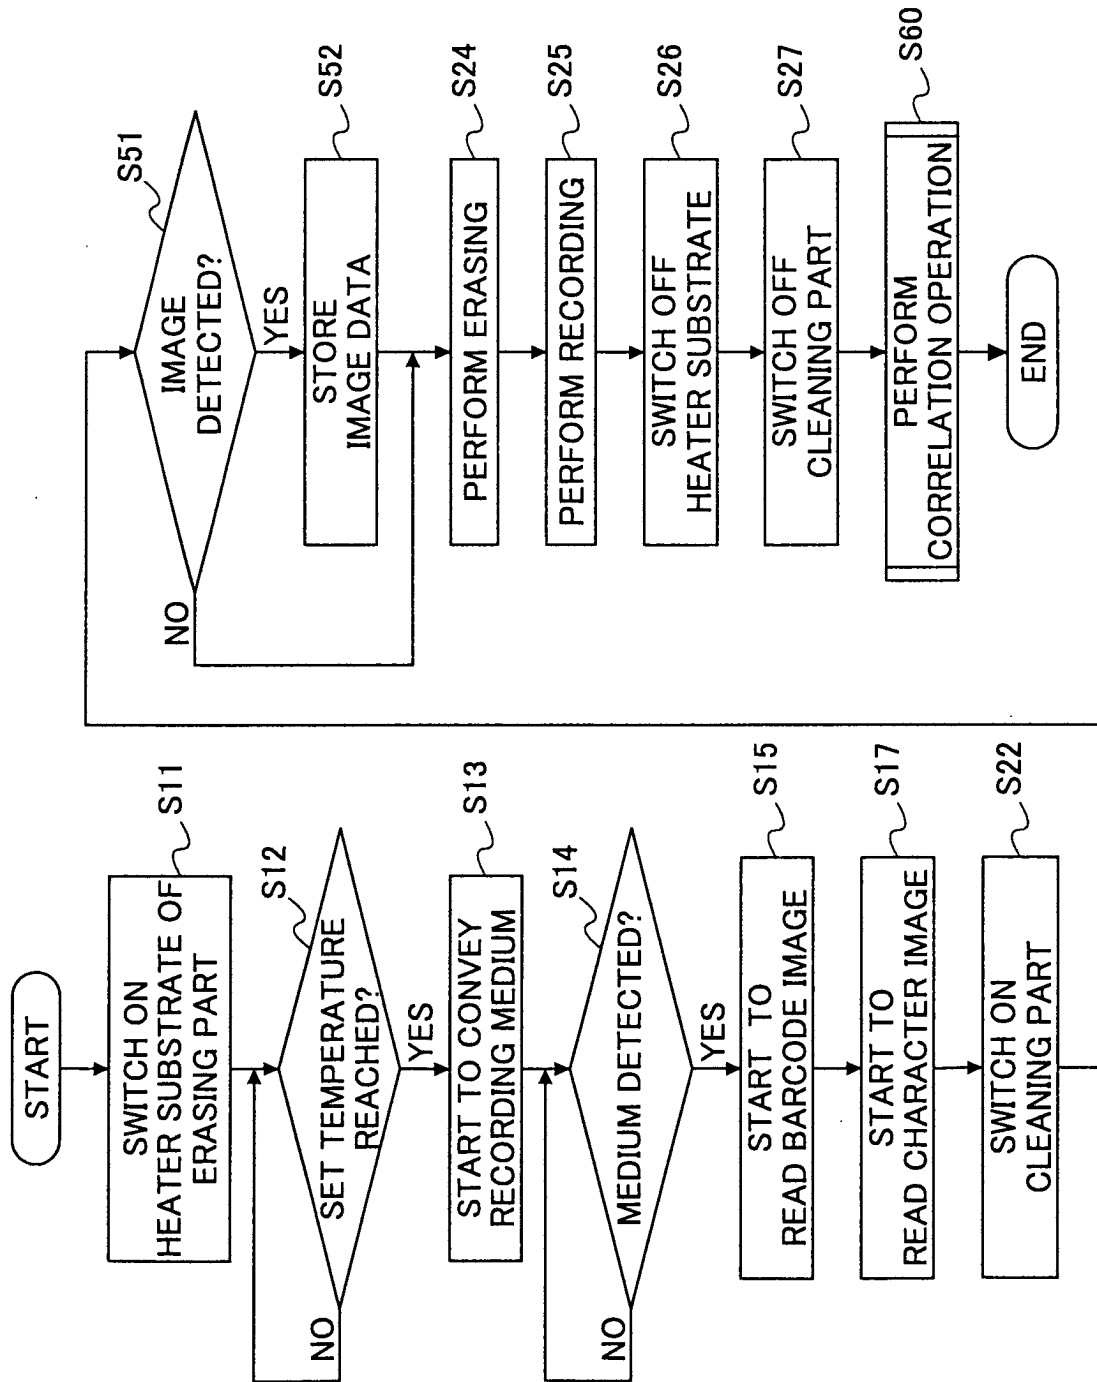 START
SWITCH ON
HEATER SUBSTRATE OF
ERASING PART
S11
SET TEMPERATURE
REACHED?
S12
NO
YES
START TO CONVEY
RECORDING MEDIUM
S13
MEDIUM DETECTED?
S14
NO
YES
START TO
READ BARCODE IMAGE
S15
START TO
READ CHARACTER IMAGE
S17
SWITCH ON
CLEANING PART
S22
IMAGE
DETECTED?
S51
NO
YES
STORE
IMAGE DATA
S52
PERFORM ERASING
S24
PERFORM RECORDING
S25
SWITCH OFF
HEATER SUBSTRATE
S26
SWITCH OFF
CLEANING PART
S27
PERFORM
CORRELATION OPERATION
S60
END